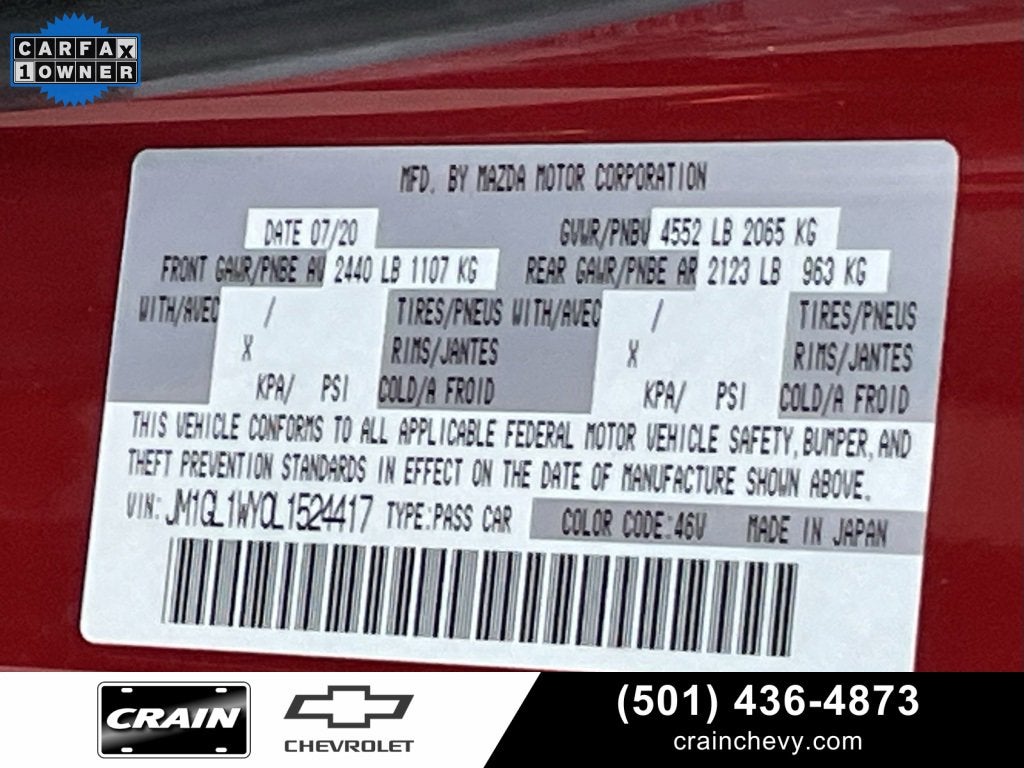 CARFAX
1 OWNER
MFD. BY MAZDA MOTOR CORPORATION
DATE 07/20 GVWR/PNBV 4552 LB 2065 KG
FRONT GAWR/PNBE AV 2440 LB 1107 KG REAR GAWR/PNBE AR 2123 LB 963 KG
WITH/AVEC / TIRES/PNEUS WITH/AVEC / TIRES/PNEUS
X RIMS/JANTES X RIMS/JANTES
KPA/ PSI COLD/A FROID KPA/ PSI COLD/A FROID
THIS VEHICLE CONFORMS TO ALL APPLICABLE FEDERAL MOTOR VEHICLE SAFETY, BUMPER, AND
THEFT PREVENTION STANDARDS IN EFFECT ON THE DATE OF MANUFACTURE SHOWN ABOVE.
VIN: JM1GL1WY0L1524417 TYPE:PASS CAR COLOR CODE:46V MADE IN JAPAN
CRAIN
CHEVROLET
(501) 436-4873
crainchevy.com